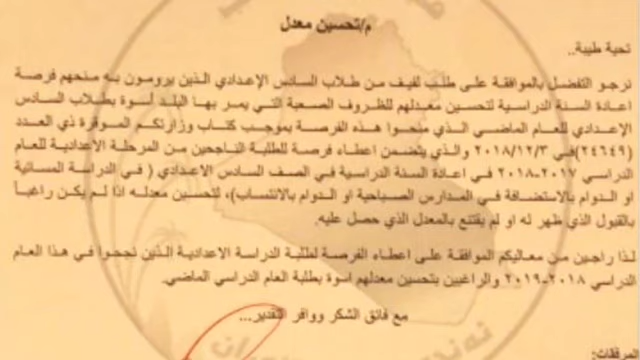 م/تحسين معدل
تحية طيبة..
نرجو التفضل بالموافقة على طلب لفيف من طلاب السادس الإعدادي الذين يرومون به منحهم فرصة
اعادة السنة الدراسية لتحسين معدلهم للظروف الصعبة التي يمر بها البلد أسوة بطلاب السادس
الإعدادي للعام الماضي الذي منحوا هذه الفرصة بموجب كتاب وزارتكم الموقرة ذي العدد
(٢٤٦٤٩)في ٢٠١٨/١٢/٣ والذي يتضمن اعطاء فرصة للطلبة الناجحين من المرحلة الاعدادية للعام
الدراسي ٢٠١٧-٢٠١٨ في اعادة السنة الدراسية في الصف السادس الاعدادي ( في الدراسة المسائية
او الدوام بالاستضافة في المدارس الصباحية او الدوام بالانتساب)، لتحسين معدله اذا لم يكن راغباً
بالقبول الذي ظهر له او لم يقتنع بالمعدل الذي حصل عليه.
لذا راجين من معاليكم الموافقة على اعطاء الفرصة لطلبة الدراسة الاعدادية الذين نجحوا في هذا العام
الدراسي ٢٠١٨-٢٠١٩ والراغبين بتحسين معدلهم اسوة بطلبة العام الدراسي الماضي.
مع فائق الشكر ووافر التقدير...
المرفقات: